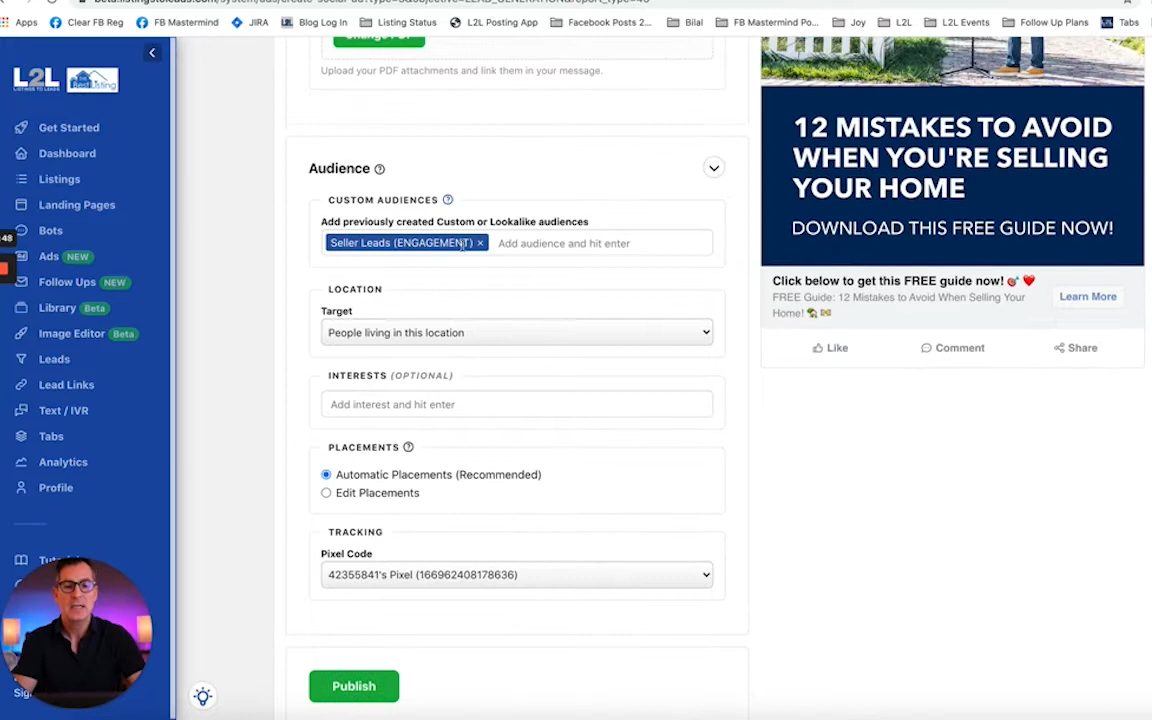 Apps
Clear FB Reg
FB Mastermind
JIRA
Blog Log In
Listing Status
L2L Posting App
Facebook Posts 2...
Bilal
FB Mastermind Po...
Joy
L2L
L2L Events
Follow Up Plans
Tabs
L2L
LISTINGS TO LEADS
Best Listing
Get Started
Dashboard
Listings
Landing Pages
Bots
:48
Ads NEW
Follow Ups NEW
Library Beta
Image Editor Beta
Leads
Lead Links
Text / IVR
Tabs
Analytics
Profile
Upload your PDF attachments and link them in your message.
Audience
CUSTOM AUDIENCES
Add previously created Custom or Lookalike audiences
Seller Leads (ENGAGEMENT) × Add audience and hit enter
LOCATION
Target
People living in this location
INTERESTS (OPTIONAL)
Add interest and hit enter
PLACEMENTS
Automatic Placements (Recommended)
Edit Placements
TRACKING
Pixel Code
42355841's Pixel (166962408178636)
Publish
12 MISTAKES TO AVOID
WHEN YOU'RE SELLING
YOUR HOME
DOWNLOAD THIS FREE GUIDE NOW!
Click below to get this FREE guide now! 🎯 ❤️
FREE Guide: 12 Mistakes to Avoid When Selling Your
Home!
Learn More
Like
Comment
Share